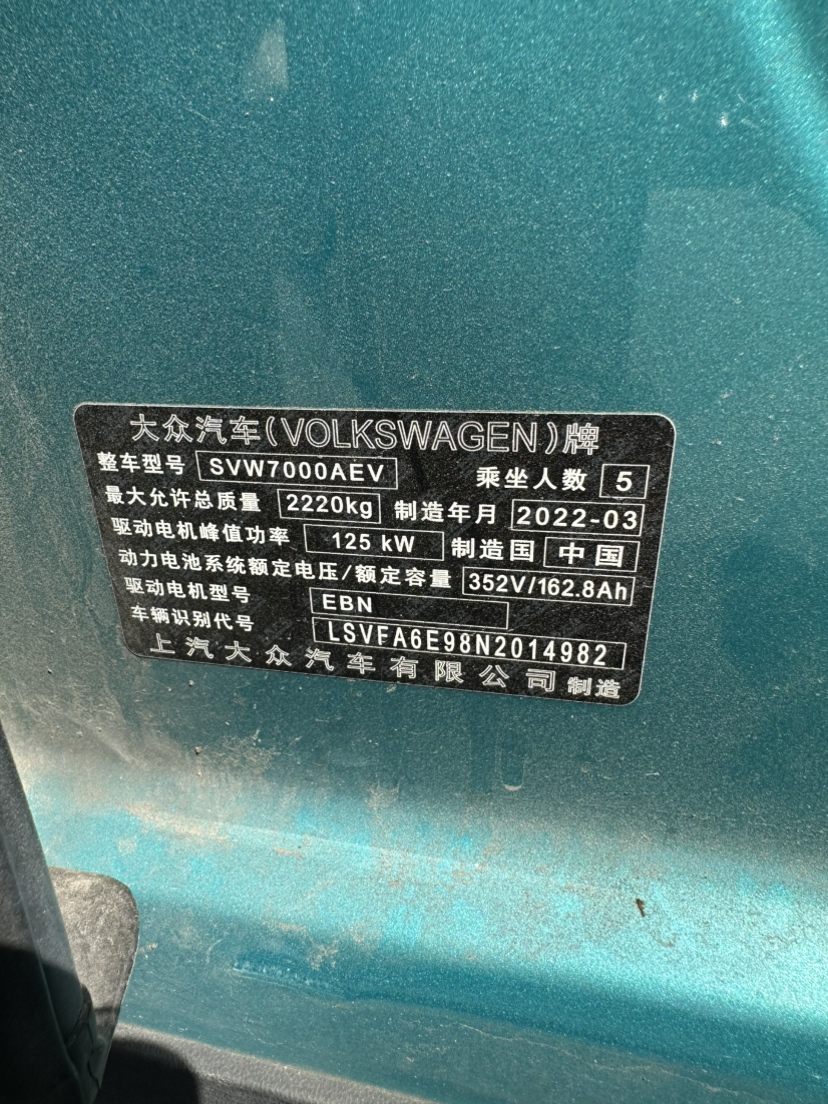 大众汽车(VOLKSWAGEN)牌
整车型号 SVW7000AEV 乘坐人数 5
最大允许总质量 2220kg 制造年月 2022-03
驱动电机峰值功率 125 kW 制造国 中国
动力电池系统额定电压/额定容量 352V/162.8Ah
驱动电机型号 EBN
车辆识别代号 LSVFA6E98N2014982
上汽大众汽车有限公司 制造